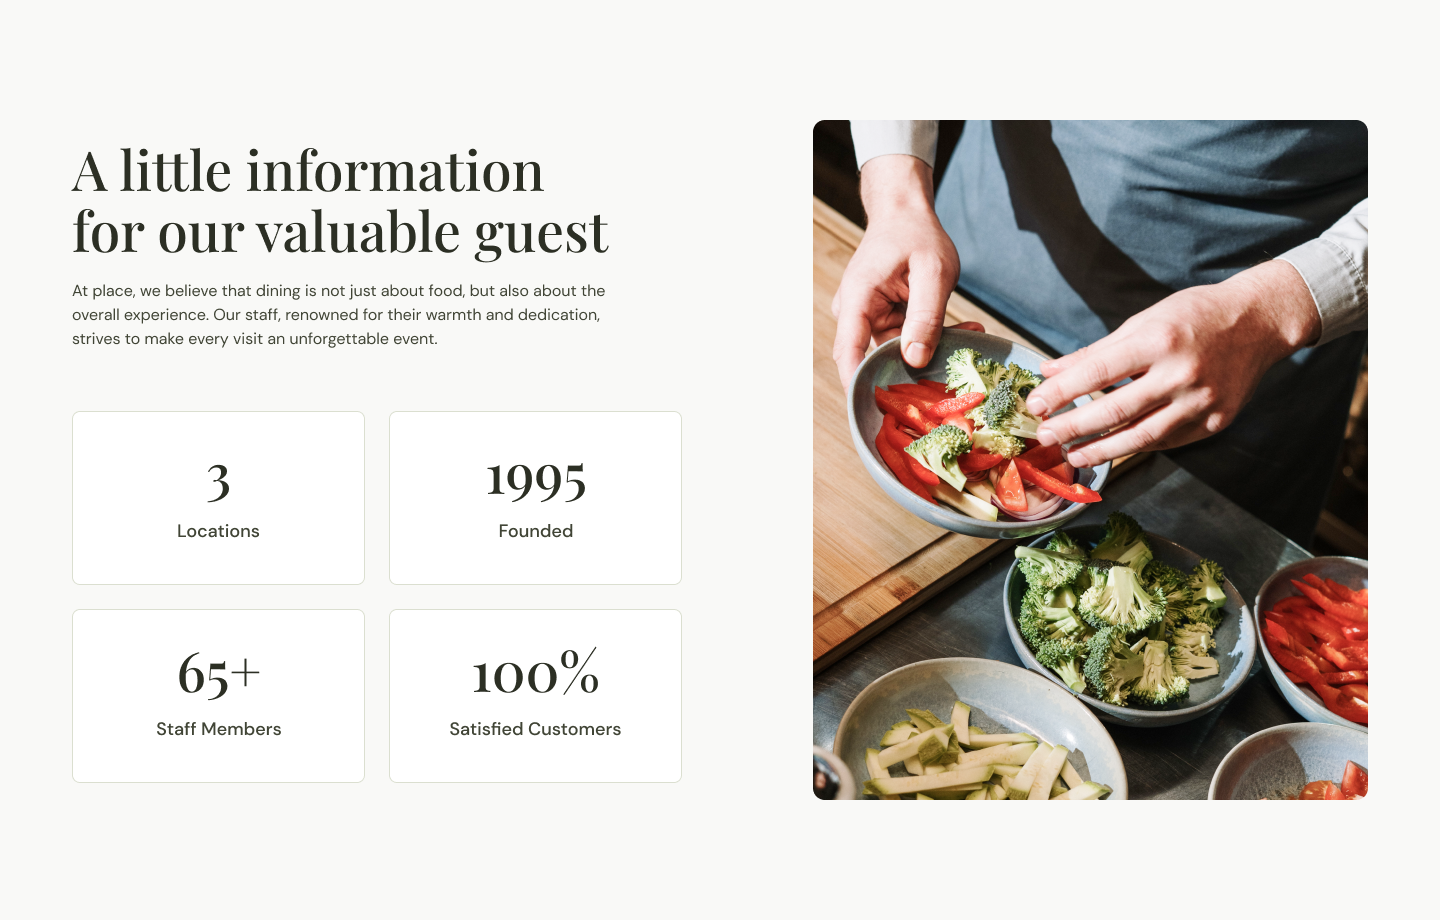 A little information
for our valuable guest
At place, we believe that dining is not just about food, but also about the
overall experience. Our staff, renowned for their warmth and dedication,
strives to make every visit an unforgettable event.
3
Locations
1995
Founded
65+
Staff Members
100%
Satisfied Customers